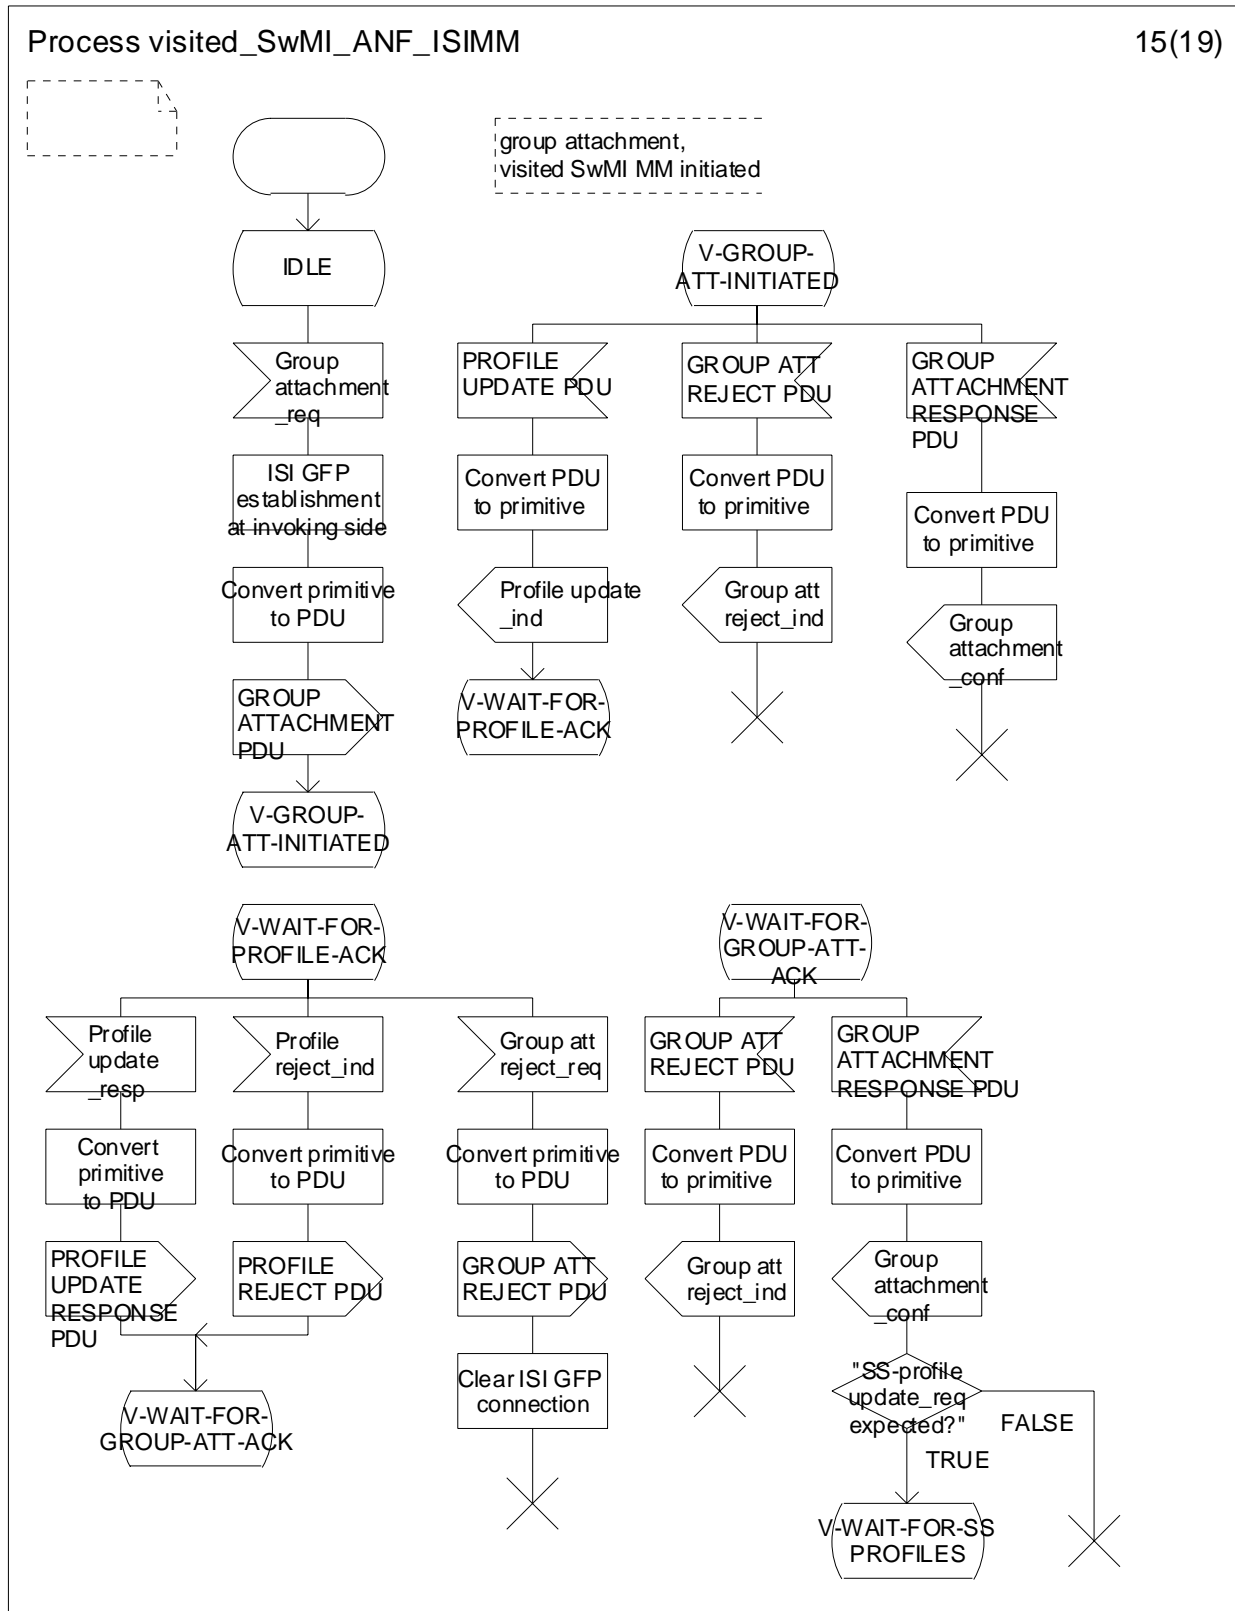 Process visited_SwMI_ANF_ISIMM
15(19)
group attachment,
visited SwMI MM initiated
IDLE
Group
attachment
_req
ISI GFP
establishment
at invoking side
Convert primitive
to PDU
GROUP
ATTACHMENT
PDU
V-GROUP-
ATT-INITIATED
V-GROUP-
ATT-INITIATED
PROFILE
UPDATE PDU
Convert PDU
to primitive
Profile update
_ind
V-WAIT-FOR-
PROFILE-ACK
GROUP ATT
REJECT PDU
Convert PDU
to primitive
Group att
reject_ind
GROUP
ATTACHMENT
RESPONSE
PDU
Convert PDU
to primitive
Group
attachment
_conf
V-WAIT-FOR-
PROFILE-ACK
Profile
update
_resp
Convert
primitive
to PDU
PROFILE
UPDATE
RESPONSE
PDU
Profile
reject_ind
Convert primitive
to PDU
PROFILE
REJECT PDU
V-WAIT-FOR-
GROUP-ATT-ACK
Group att
reject_req
Convert primitive
to PDU
GROUP ATT
REJECT PDU
Clear ISI GFP
connection
V-WAIT-FOR-
GROUP-ATT-
ACK
GROUP ATT
REJECT PDU
Convert PDU
to primitive
Group att
reject_ind
GROUP
ATTACHMENT
RESPONSE PDU
Convert PDU
to primitive
Group
attachment
_conf
"SS-profile
update_req
expected?"
FALSE
TRUE
V-WAIT-FOR-SS
PROFILES